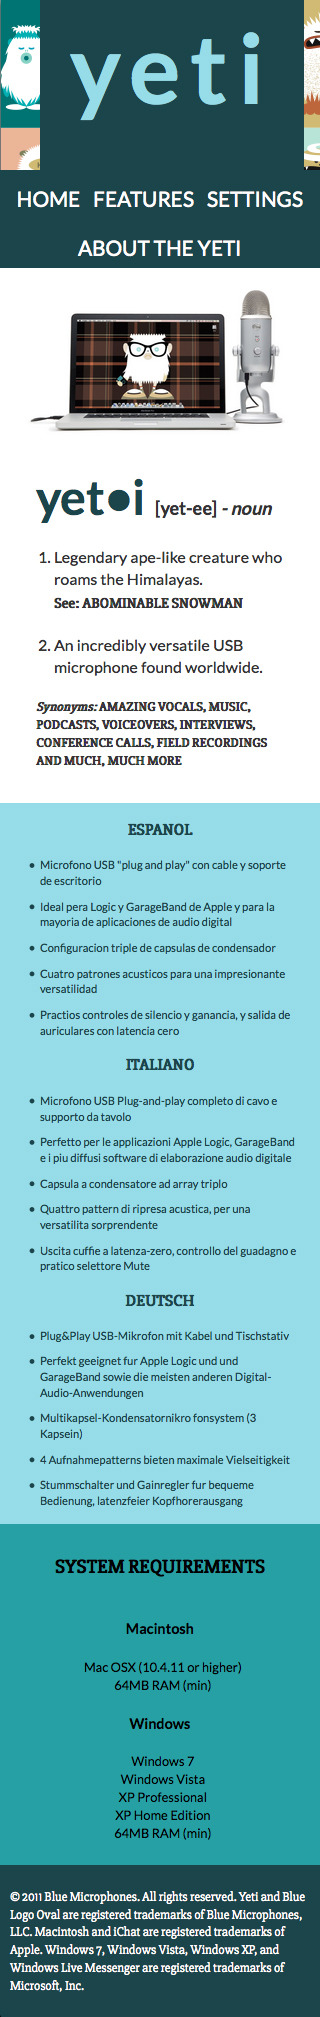 yeti
HOME FEATURES SETTINGS
ABOUT THE YETI
yet•i [yet-ee] - noun
1. Legendary ape-like creature who
roams the Himalayas.
See: ABOMINABLE SNOWMAN
2. An incredibly versatile USB
microphone found worldwide.
Synonyms: AMAZING VOCALS, MUSIC,
PODCASTS, VOICEOVERS, INTERVIEWS,
CONFERENCE CALLS, FIELD RECORDINGS
AND MUCH, MUCH MORE
ESPANOL
• Microfono USB "plug and play" con cable y soporte
de escritorio
• Ideal pera Logic y GarageBand de Apple y para la
mayoria de aplicaciones de audio digital
• Configuracion triple de capsulas de condensador
• Cuatro patrones acusticos para una impresionante
versatilidad
• Practios controles de silencio y ganancia, y salida de
auriculares con latencia cero
ITALIANO
• Microfono USB Plug-and-play completo di cavo e
supporto da tavolo
• Perfetto per le applicazioni Apple Logic, GarageBand
e i piu diffusi software di elaborazione audio digitale
• Capsula a condensatore ad array triplo
• Quattro pattern di ripresa acustica, per una
versatilita sorprendente
• Uscita cuffie a latenza-zero, controllo del guadagno e
pratico selettore Mute
DEUTSCH
• Plug&Play USB-Mikrofon mit Kabel und Tischstativ
• Perfekt geeignet fur Apple Logic und und
GarageBand sowie die meisten anderen Digital-
Audio-Anwendungen
• Multikapsel-Kondensatornikro fonsystem (3
Kapsein)
• 4 Aufnahmepatterns bieten maximale Vielseitigkeit
• Stummschalter und Gainregler fur bequeme
Bedienung, latenzfeier Kopfhorerausgang
SYSTEM REQUIREMENTS
Macintosh
Mac OSX (10.4.11 or higher)
64MB RAM (min)
Windows
Windows 7
Windows Vista
XP Professional
XP Home Edition
64MB RAM (min)
© 2011 Blue Microphones. All rights reserved. Yeti and Blue
Logo Oval are registered trademarks of Blue Microphones,
LLC. Macintosh and iChat are registered trademarks of
Apple. Windows 7, Windows Vista, Windows XP, and
Windows Live Messenger are registered trademarks of
Microsoft, Inc.